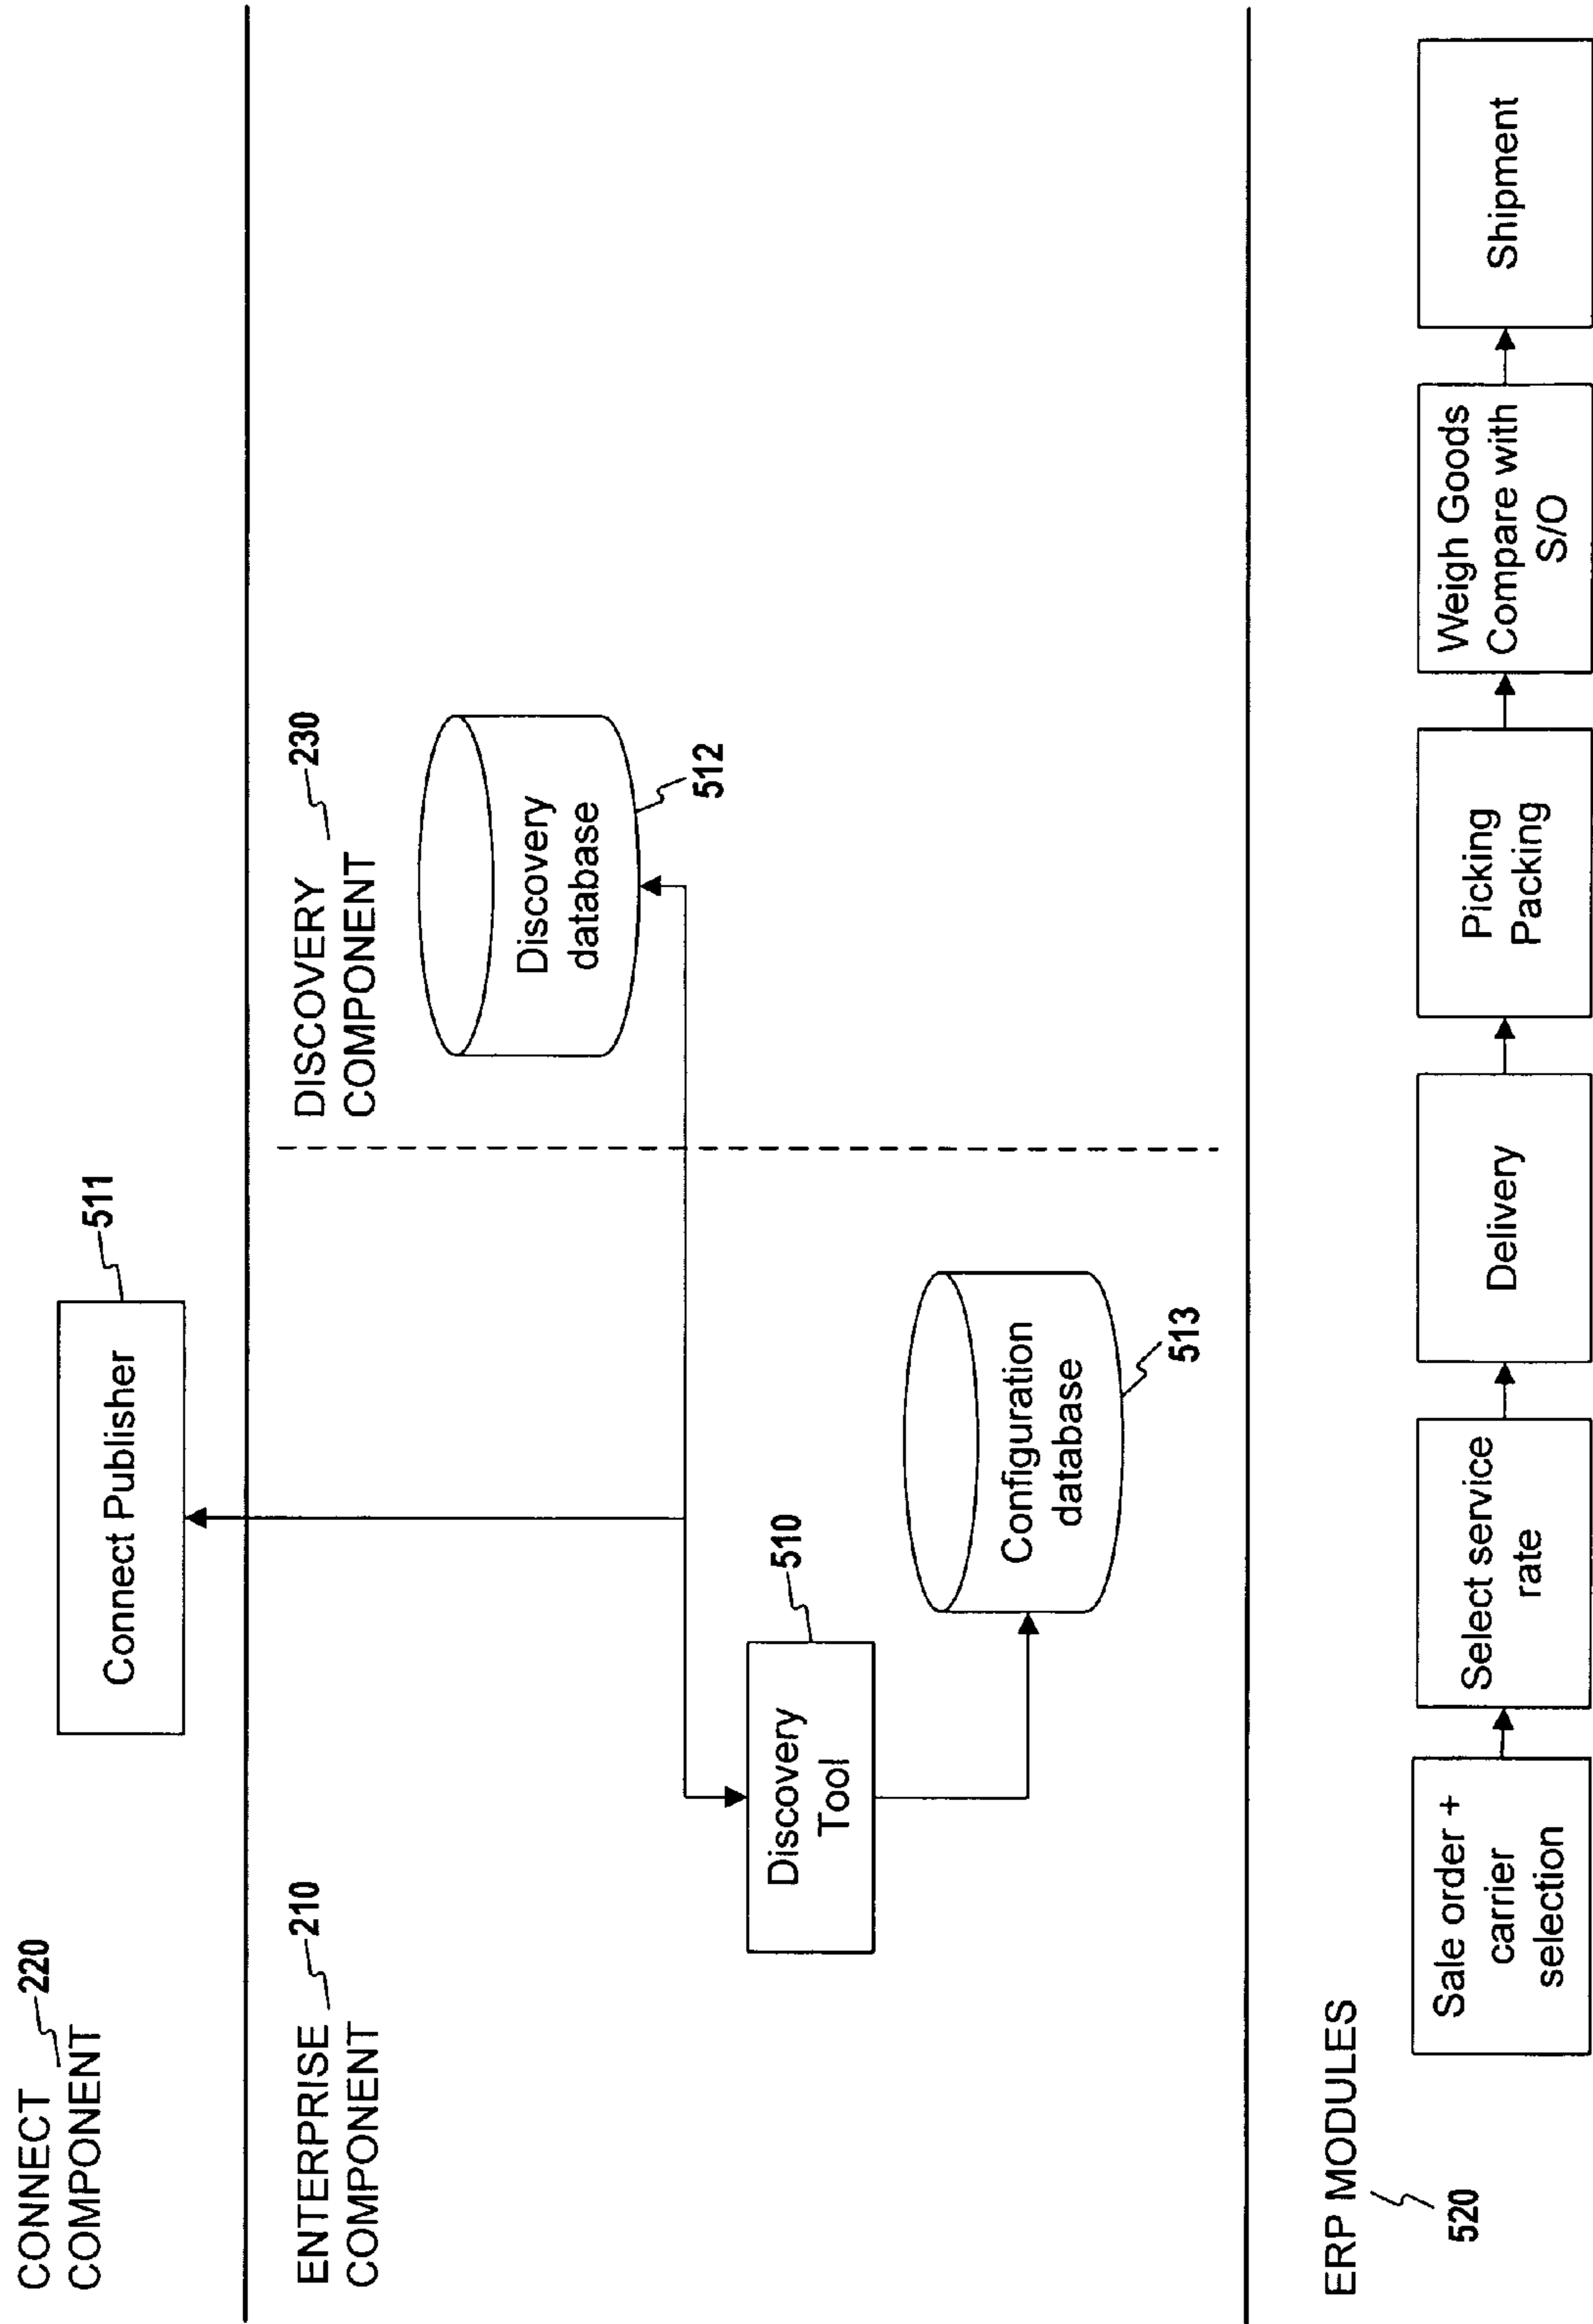 CONNECT
COMPONENT
220
Connect Publisher
511
ENTERPRISE
COMPONENT
210
DISCOVERY
COMPONENT
230
Discovery
database
512
Discovery
Tool
510
Configuration
database
513
ERP MODULES
520
Sale order +
carrier
selection
Select service
rate
Delivery
Picking
Packing
Weigh Goods
Compare with
S/O
Shipment